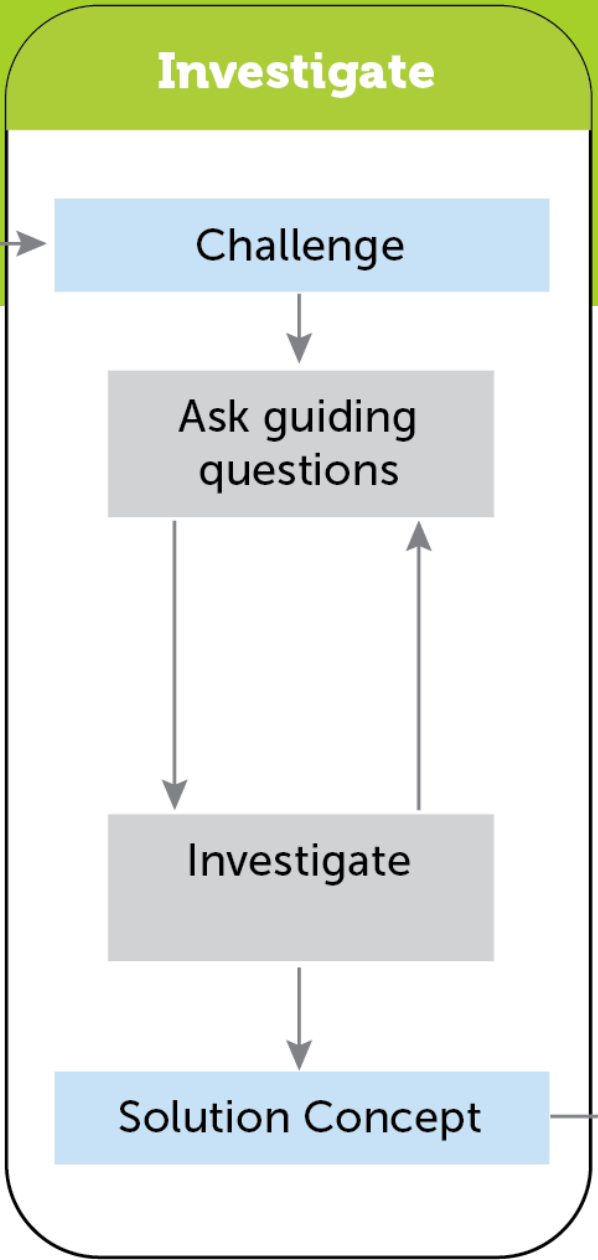 Investigate
Challenge
Ask guiding
questions
Investigate
Solution Concept